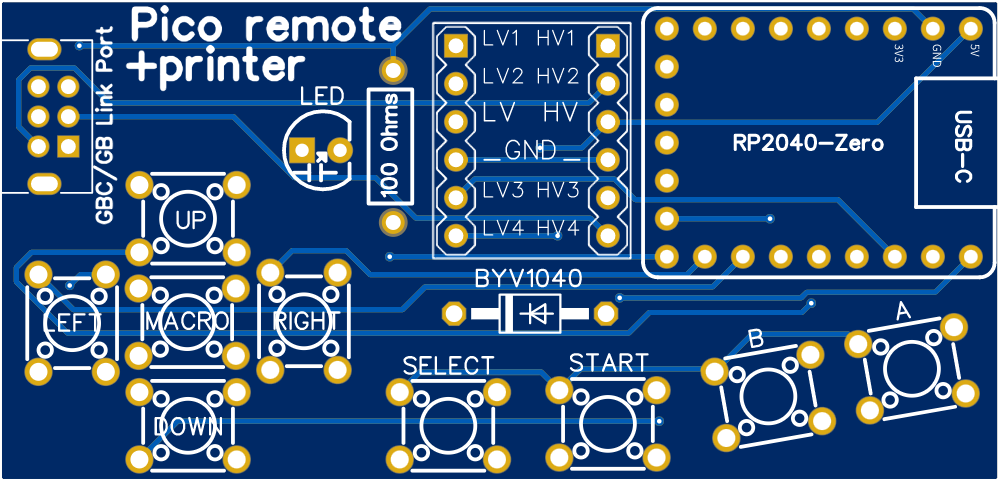 Pico remote
+printer
GBC/GB Link Port
LED
100 Ohms
LV1 HV1
LV2 HV2
LV HV
_GND_
LV3 HV3
LV4 HV4
3V3
GND
5V
RP2040-Zero
USB-C
UP
LEFT
MACRO
RIGHT
DOWN
BYV1040
SELECT
START
B
A